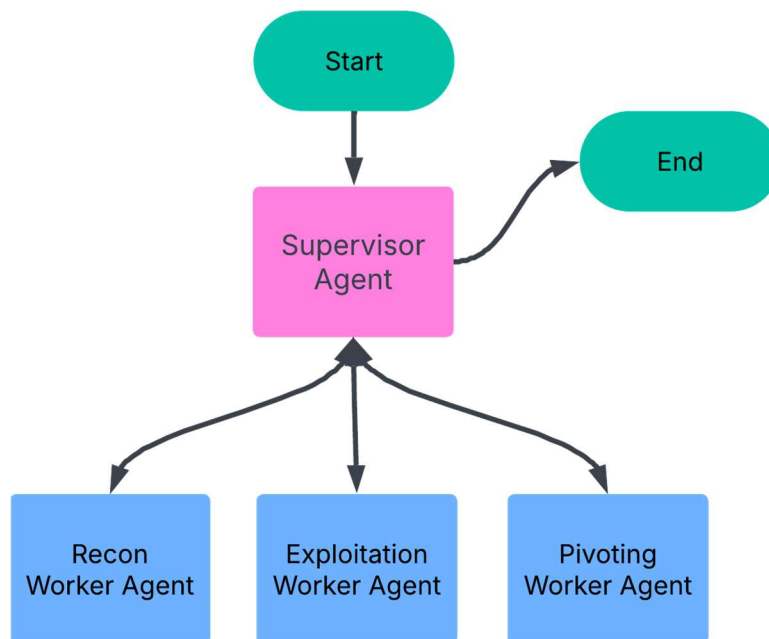 Start
End
Supervisor
Agent
Recon
Worker Agent
Exploitation
Worker Agent
Pivoting
Worker Agent